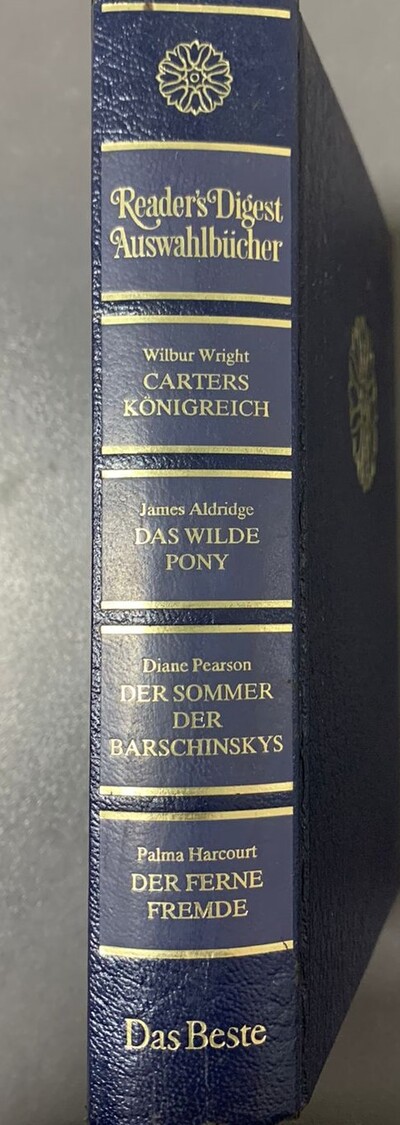 Reader's Digest
Auswahlbücher
Wilbur Wright
CARTERS
KÖNIGREICH
James Aldridge
DAS WILDE
PONY
Diane Pearson
DER SOMMER
DER
BARSCHINSKYS
Palma Harcourt
DER FERNE
FREMDE
Das Beste